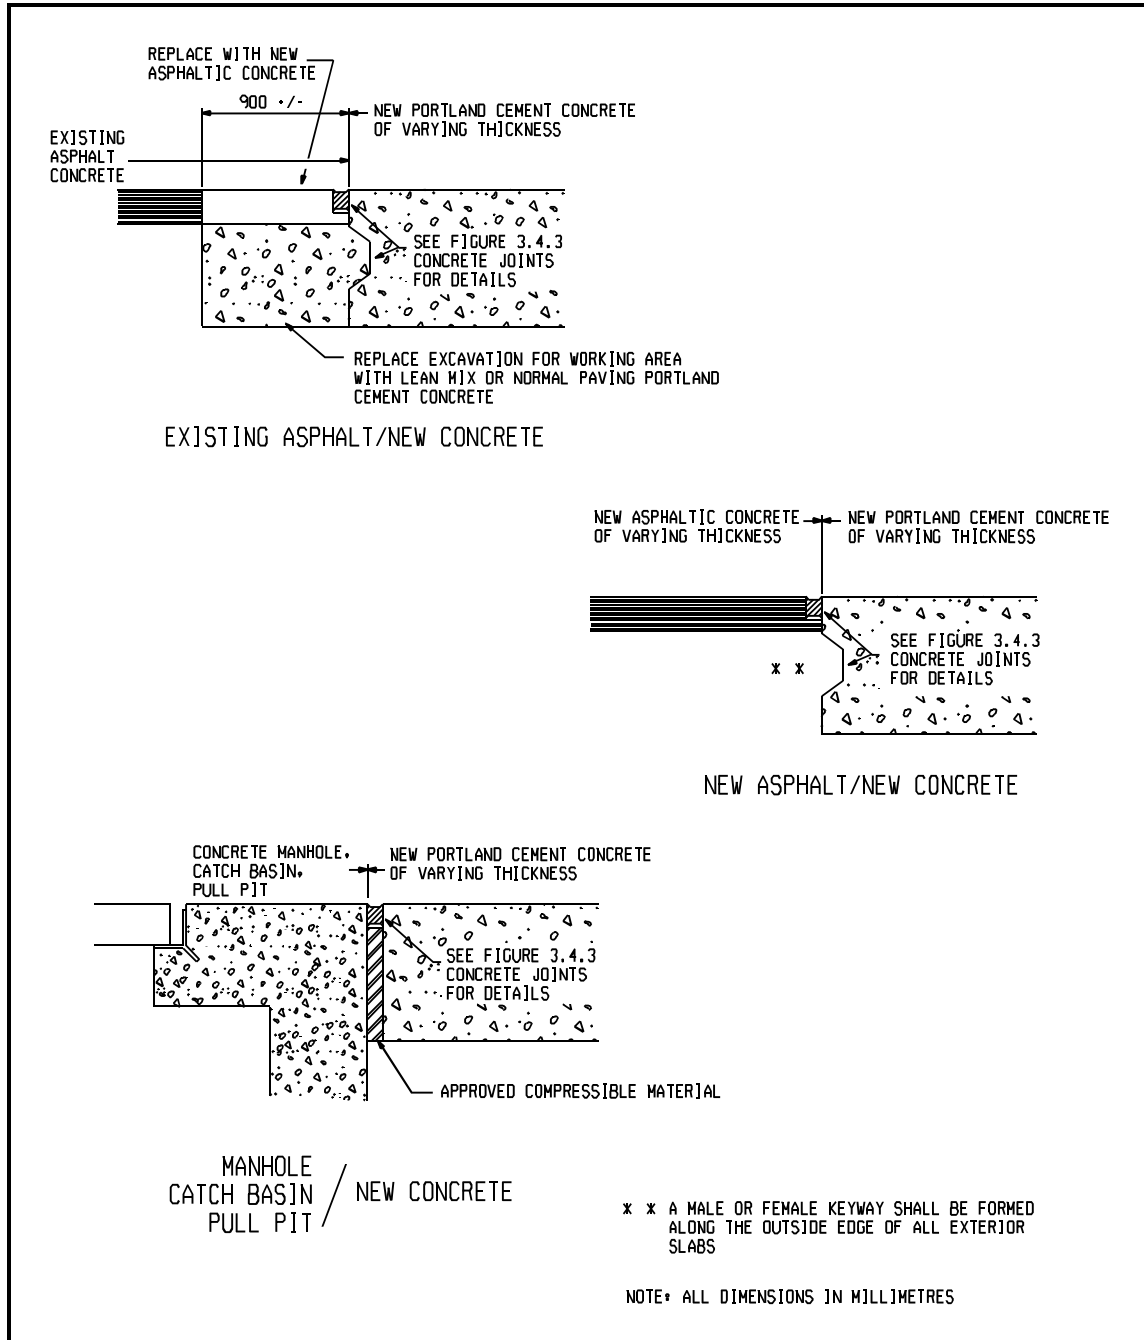 REPLACE WITH NEW
ASPHALTIC CONCRETE
900 +/-
NEW PORTLAND CEMENT CONCRETE
OF VARYING THICKNESS
EXISTING
ASPHALT
CONCRETE
SEE FIGURE 3.4.3
CONCRETE JOINTS
FOR DETAILS
REPLACE EXCAVATION FOR WORKING AREA
WITH LEAN MIX OR NORMAL PAVING PORTLAND
CEMENT CONCRETE
EXISTING ASPHALT/NEW CONCRETE
NEW ASPHALTIC CONCRETE
OF VARYING THICKNESS
NEW PORTLAND CEMENT CONCRETE
OF VARYING THICKNESS
SEE FIGURE 3.4.3
CONCRETE JOINTS
FOR DETAILS
* *
NEW ASPHALT/NEW CONCRETE
CONCRETE MANHOLE,
CATCH BASIN,
PULL PIT
NEW PORTLAND CEMENT CONCRETE
OF VARYING THICKNESS
SEE FIGURE 3.4.3
CONCRETE JOINTS
FOR DETAILS
APPROVED COMPRESSIBLE MATERIAL
MANHOLE
CATCH BASIN
PULL PIT
/ NEW CONCRETE
* * A MALE OR FEMALE KEYWAY SHALL BE FORMED
ALONG THE OUTSIDE EDGE OF ALL EXTERIOR
SLABS
NOTE: ALL DIMENSIONS IN MILLIMETRES